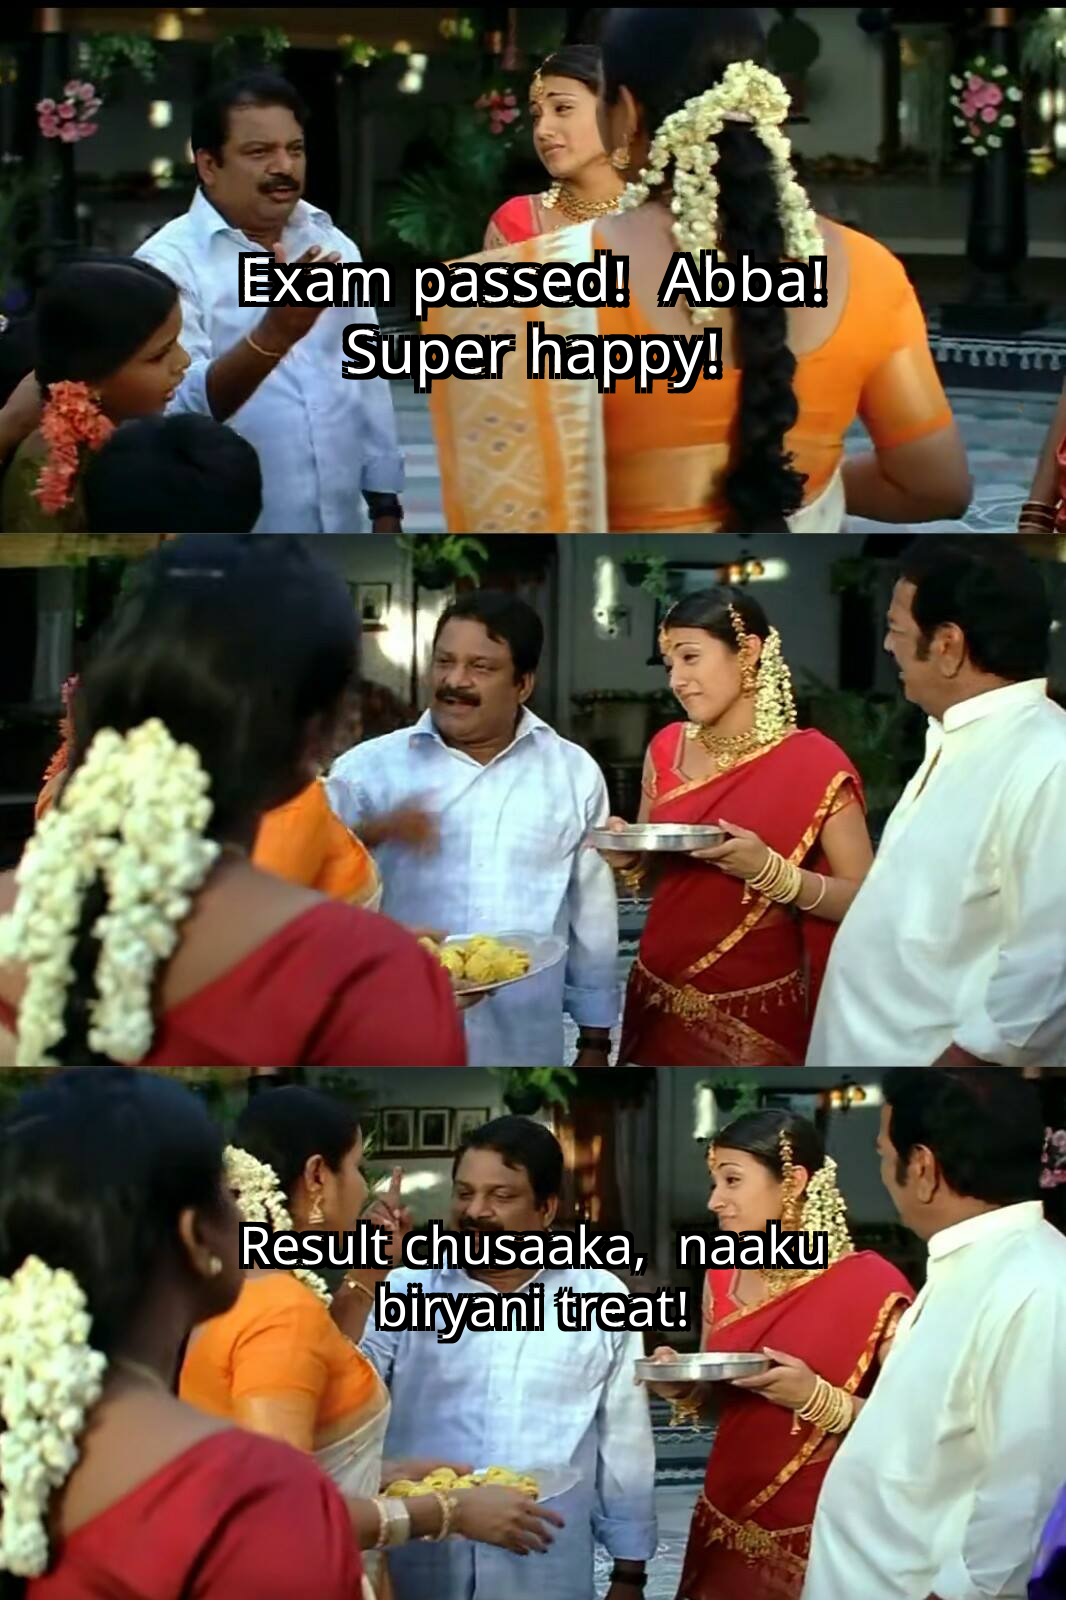 Exam passed! Abba!
Super happy!
Result chusaaka, naaku
biryani treat!